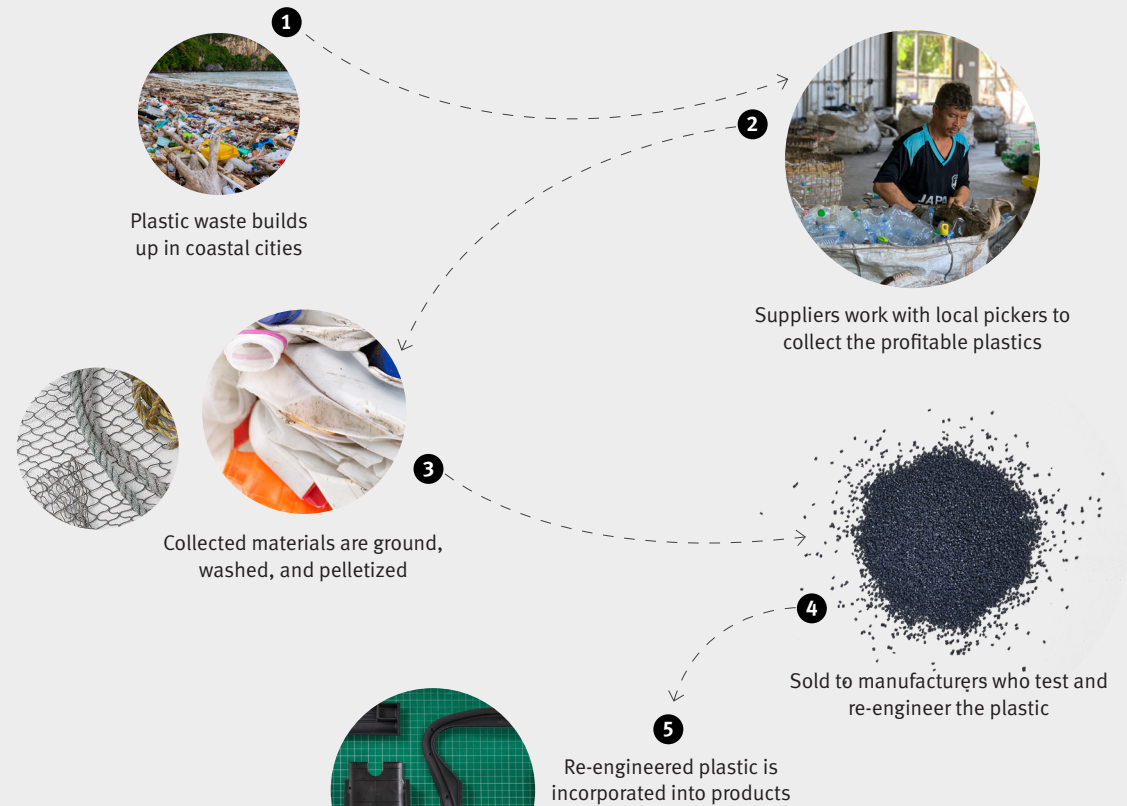 1
Plastic waste builds
up in coastal cities
2
JAPA
Suppliers work with local pickers to
collect the profitable plastics
3
Collected materials are ground,
washed, and pelletized
4
Sold to manufacturers who test and
re-engineer the plastic
5
Re-engineered plastic is
incorporated into products